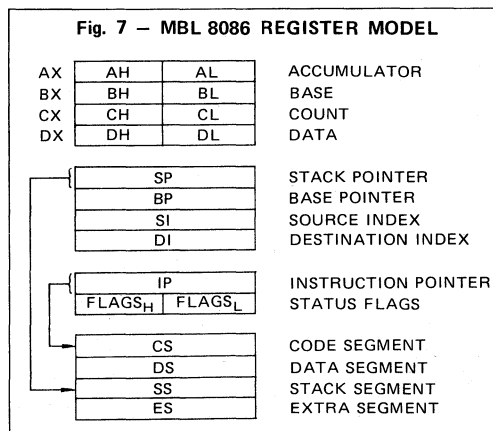 Fig. 7 — MBL 8086 REGISTER MODEL
AX AH AL ACCUMULATOR
BX BH BL BASE
CX CH CL COUNT
DX DH DL DATA
SP STACK POINTER
BP BASE POINTER
SI SOURCE INDEX
DI DESTINATION INDEX
IP INSTRUCTION POINTER
FLAGSH FLAGSL STATUS FLAGS
CS CODE SEGMENT
DS DATA SEGMENT
SS STACK SEGMENT
ES EXTRA SEGMENT